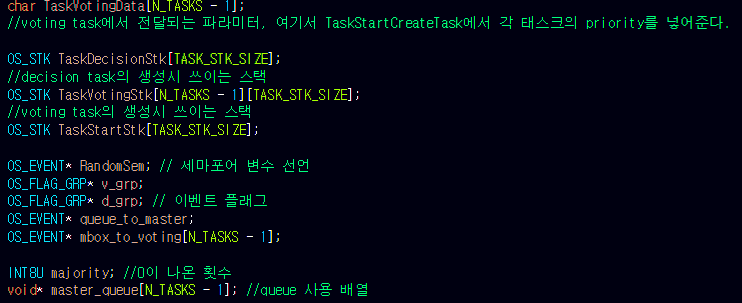 char TaskVotingData[N_TASKS - 1];
//voting task에서 전달되는 파라미터, 여기서 TaskStartCreateTask에서 각 태스크의 priority를 넣어준다.
OS_STK TaskDecisionStk[TASK_STK_SIZE];
//decision task의 생성시 쓰이는 스택
OS_STK TaskVotingStk[N_TASKS - 1][TASK_STK_SIZE];
//voting task의 생성시 쓰이는 스택
OS_STK TaskStartStk[TASK_STK_SIZE];
OS_EVENT* RandomSem; // 세마포어 변수 선언
OS_FLAG_GRP* v_grp;
OS_FLAG_GRP* d_grp; // 이벤트 플래그
OS_EVENT* queue_to_master;
OS_EVENT* mbox_to_voting[N_TASKS - 1];
INT8U majority; //O이 나온 횟수
void* master_queue[N_TASKS - 1]; //queue 사용 배열